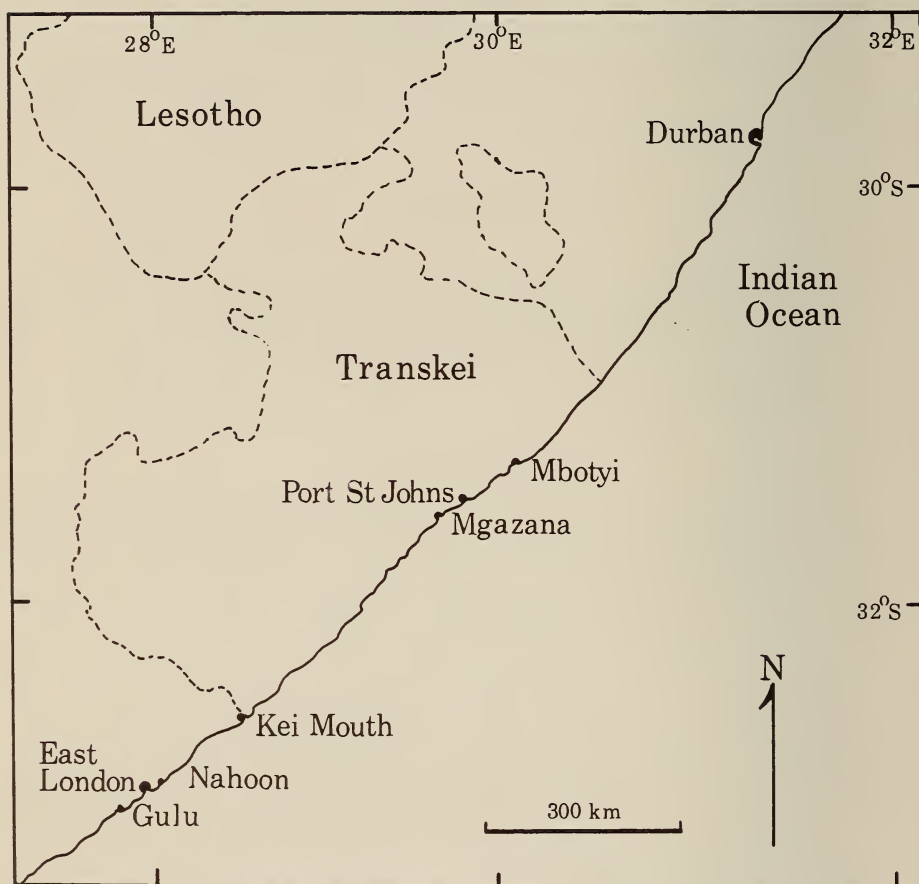 28°E
30°E
32°E
Lesotho
Durban
30°S
Indian
Ocean
Transkei
Mbotyi
Port St Johns
Mgazana
32°S
N
Kei Mouth
East
London
Nahoon
Gulu
300 km